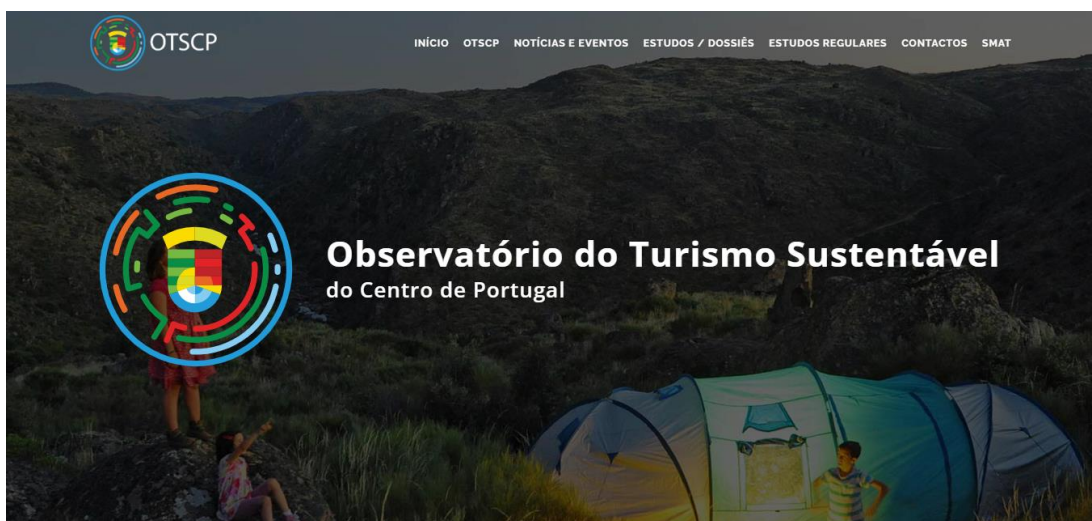 OTSCP
INÍCIO OTSCP NOTÍCIAS E EVENTOS ESTUDOS / DOSSIÊS ESTUDOS REGULARES CONTACTOS SMAT
Observatório do Turismo Sustentável
do Centro de Portugal